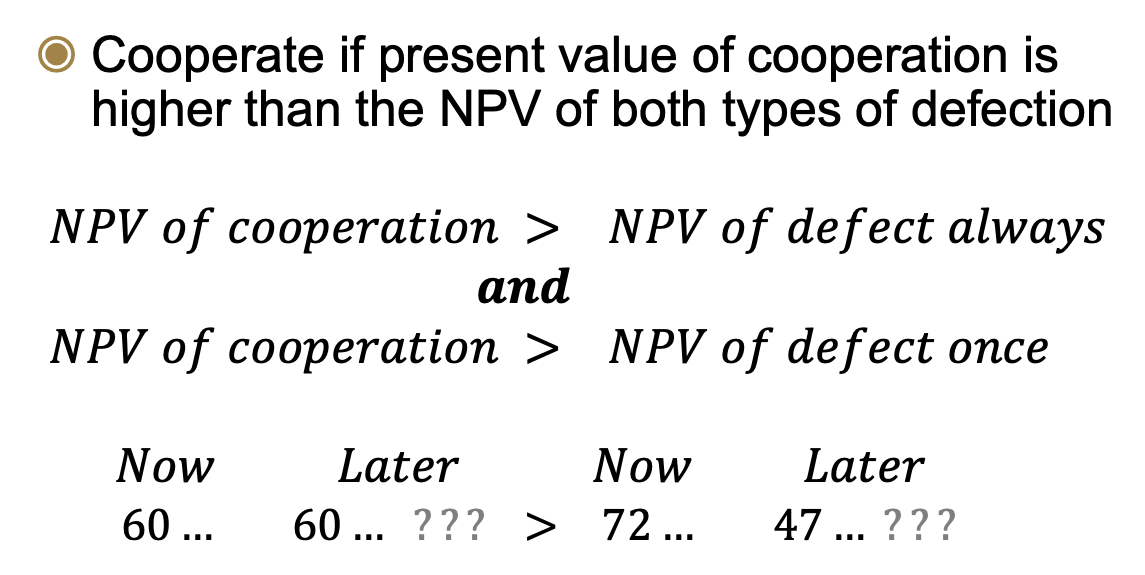 Cooperate if present value of cooperation is
higher than the NPV of both types of defection
NPV of cooperation > NPV of defect always
and
NPV of cooperation > NPV of defect once
Now Later Now Later
60 ... 60 ... ??? > 72 ... 47 ... ???